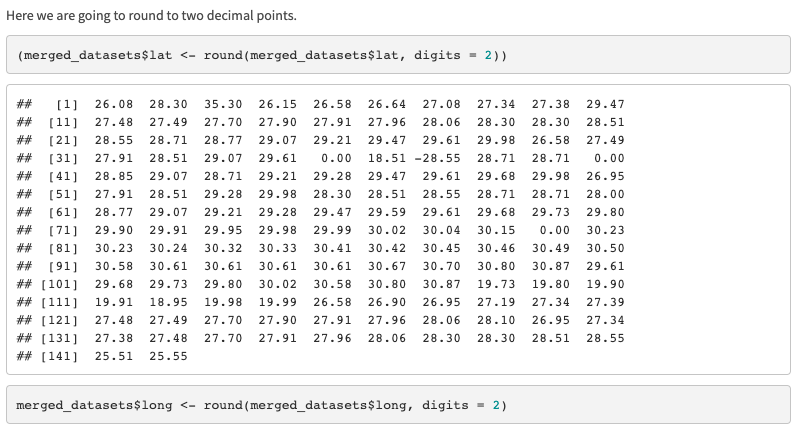 Here we are going to round to two decimal points.
(merged_datasets$lat <- round(merged_datasets$lat, digits = 2))
##   [1]  26.08  28.30  35.30  26.15  26.58  26.64  27.08  27.34  27.38  29.47
##  [11]  27.48  27.49  27.70  27.90  27.91  27.96  28.06  28.30  28.30  28.51
##  [21]  28.55  28.71  28.77  29.07  29.21  29.47  29.61  29.98  26.58  27.49
##  [31]  27.91  28.51  29.07  29.61   0.00  18.51 -28.55  28.71  28.71   0.00
##  [41]  28.85  29.07  28.71  29.21  29.28  29.47  29.61  29.68  29.98  26.95
##  [51]  27.91  28.51  29.28  29.98  28.30  28.51  28.55  28.71  28.71  28.00
##  [61]  28.77  29.07  29.21  29.28  29.47  29.59  29.61  29.68  29.73  29.80
##  [71]  29.90  29.91  29.95  29.98  29.99  30.02  30.04  30.15   0.00  30.23
##  [81]  30.23  30.24  30.32  30.33  30.41  30.42  30.45  30.46  30.49  30.50
##  [91]  30.58  30.61  30.61  30.61  30.61  30.67  30.70  30.80  30.87  29.61
## [101]  29.68  29.73  29.80  30.02  30.58  30.80  30.87  19.73  19.80  19.90
## [111]  19.91  18.95  19.98  19.99  26.58  26.90  26.95  27.19  27.34  27.39
## [121]  27.48  27.49  27.70  27.90  27.91  27.96  28.06  28.10  26.95  27.34
## [131]  27.38  27.48  27.70  27.91  27.96  28.06  28.30  28.30  28.51  28.55
## [141]  25.51  25.55
merged_datasets$long <- round(merged_datasets$long, digits = 2)